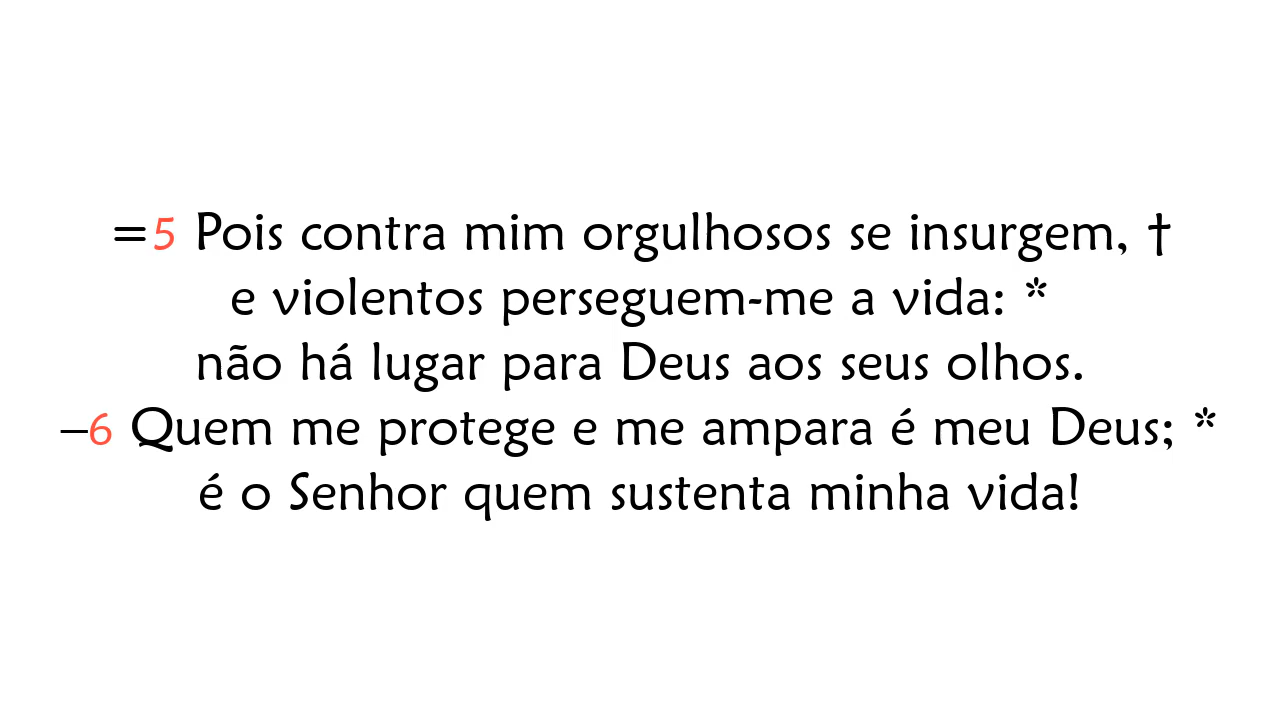 =5 Pois contra mim orgulhosos se insurgem, †
e violentos perseguem-me a vida: *
não há lugar para Deus aos seus olhos.
–6 Quem me protege e me ampara é meu Deus; *
é o Senhor quem sustenta minha vida!